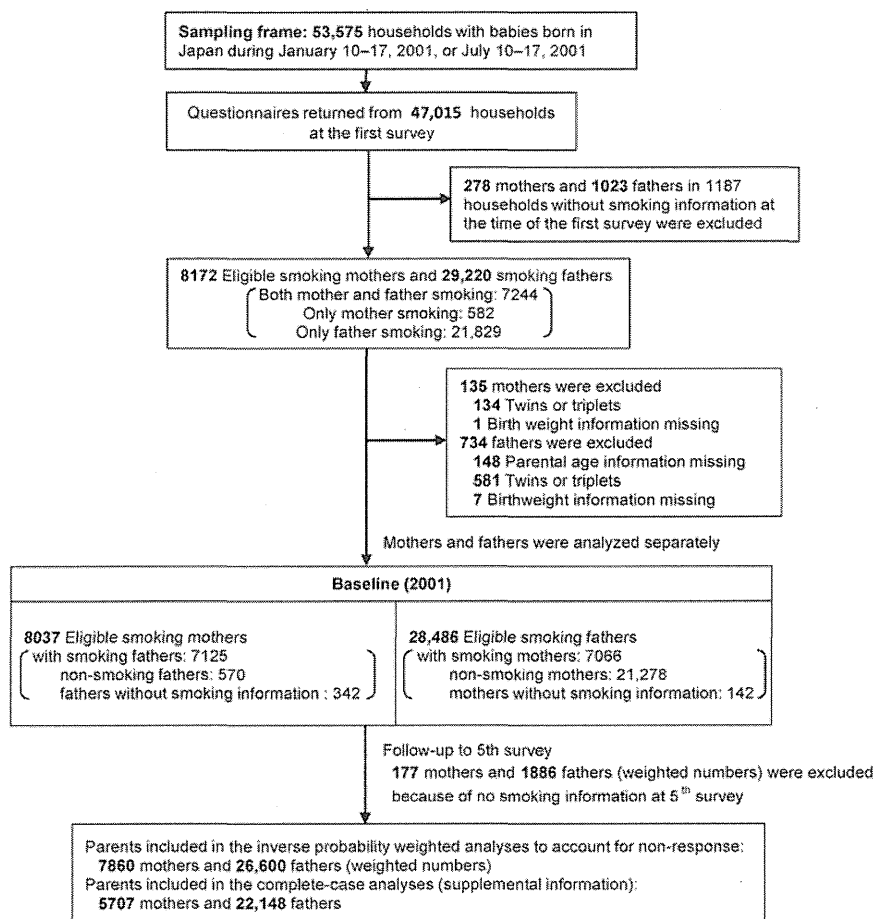 Sampling frame: 53,575 households with babies born in
Japan during January 10–17, 2001, or July 10–17, 2001
Questionnaires returned from 47,015 households
at the first survey
278 mothers and 1023 fathers in 1187
households without smoking information at
the time of the first survey were excluded
8172 Eligible smoking mothers and 29,220 smoking fathers
Both mother and father smoking: 7244
Only mother smoking: 582
Only father smoking: 21,829
135 mothers were excluded
134 Twins or triplets
1 Birth weight information missing
734 fathers were excluded
148 Parental age information missing
581 Twins or triplets
7 Birthweight information missing
Mothers and fathers were analyzed separately
Baseline (2001)
8037 Eligible smoking mothers
with smoking fathers: 7125
non-smoking fathers: 570
fathers without smoking information : 342
28,486 Eligible smoking fathers
with smoking mothers: 7066
non-smoking mothers: 21,278
mothers without smoking information: 142
Follow-up to 5th survey
177 mothers and 1886 fathers (weighted numbers) were excluded
because of no smoking information at 5th survey
Parents included in the inverse probability weighted analyses to account for non-response:
7860 mothers and 26,600 fathers (weighted numbers)
Parents included in the complete-case analyses (supplemental information):
5707 mothers and 22,148 fathers